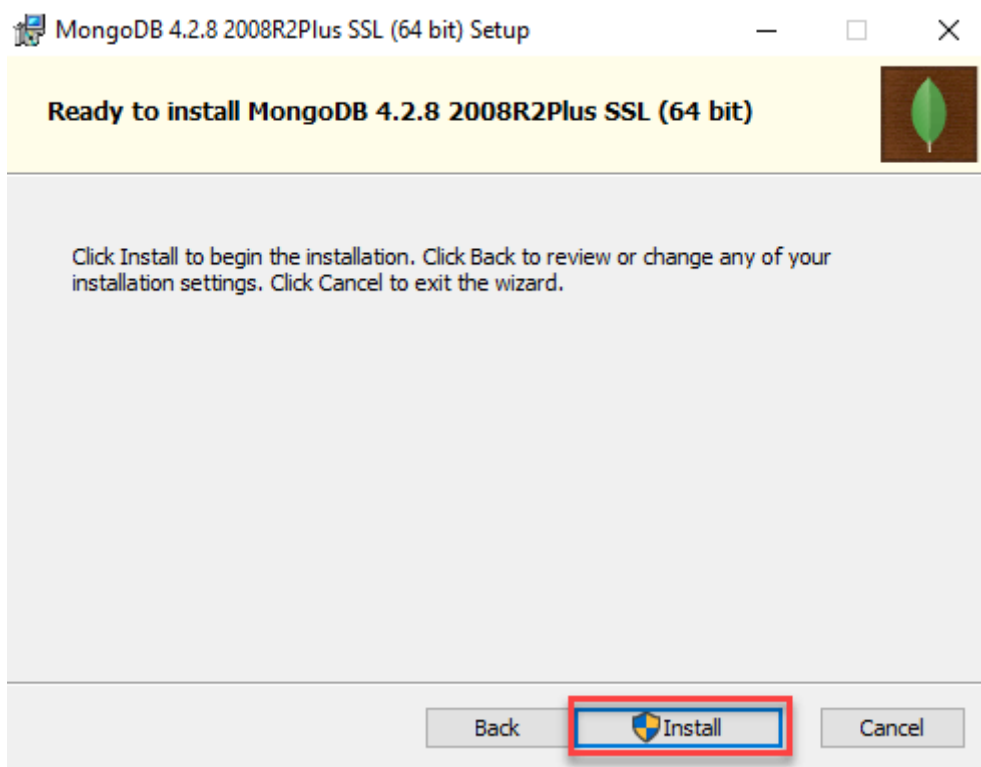 MongoDB 4.2.8 2008R2Plus SSL (64 bit) Setup
Ready to install MongoDB 4.2.8 2008R2Plus SSL (64 bit)
Click Install to begin the installation. Click Back to review or change any of your
installation settings. Click Cancel to exit the wizard.
Back
Install
Cancel